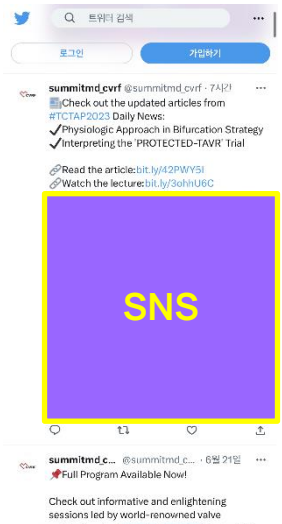 트위터 검색
로그인
가입하기
summitmd_cvrf @summitmd_cvrf · 7시간
Check out the updated articles from
#TCTAP2023 Daily News:
✓Physiologic Approach in Bifurcation Strategy
✓Interpreting the 'PROTECTED-TAVR' Trial
Read the article:bit.ly/42PWY5I
Watch the lecture:bit.ly/3ohhU6C
SNS
summitmd_c... @summitmd_c... · 6월 21일
Full Program Available Now!
Check out informative and enlightening
sessions led by world-renowned valve